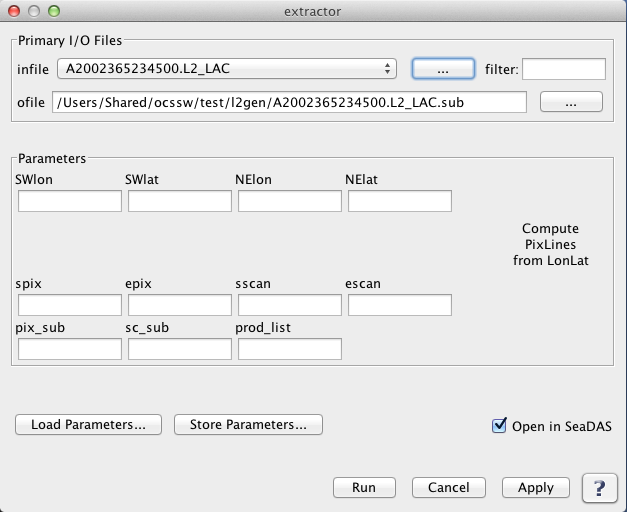 extractor
Primary I/O Files
infile A2002365234500.L2_LAC ... filter:
ofile /Users/Shared/ocssw/test/l2gen/A2002365234500.L2_LAC.sub ...
Parameters
SWlon SWlat NElon NElat
Compute
PixLines
from LonLat
spix epix sscan escan
pix_sub sc_sub prod_list
Load Parameters... Store Parameters... Open in SeaDAS
Run Cancel Apply ?